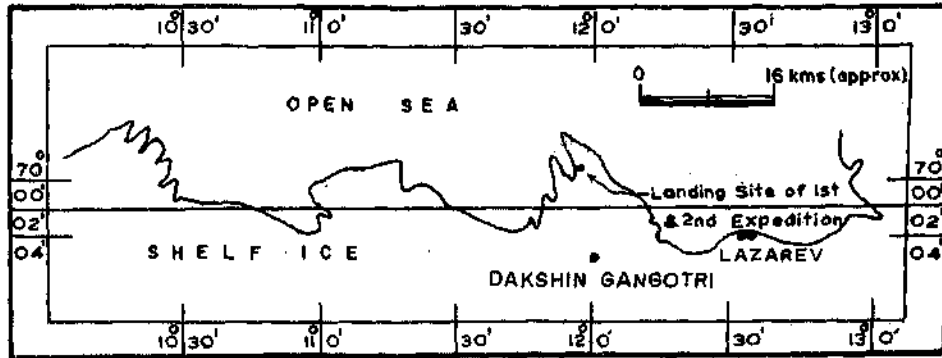 10° 30' 11° 0' 30' 12° 0' 30' 13° 0'
0 16 kms (approx)
OPEN SEA
70° 00' 70° 00'
Landing Site of 1st
& 2nd Expedition
02' 02'
04' 04'
SHELF ICE
LAZAREV
DAKSHIN GANGOTRI
10° 30' 11° 0' 30' 12° 0' 30' 13° 0'